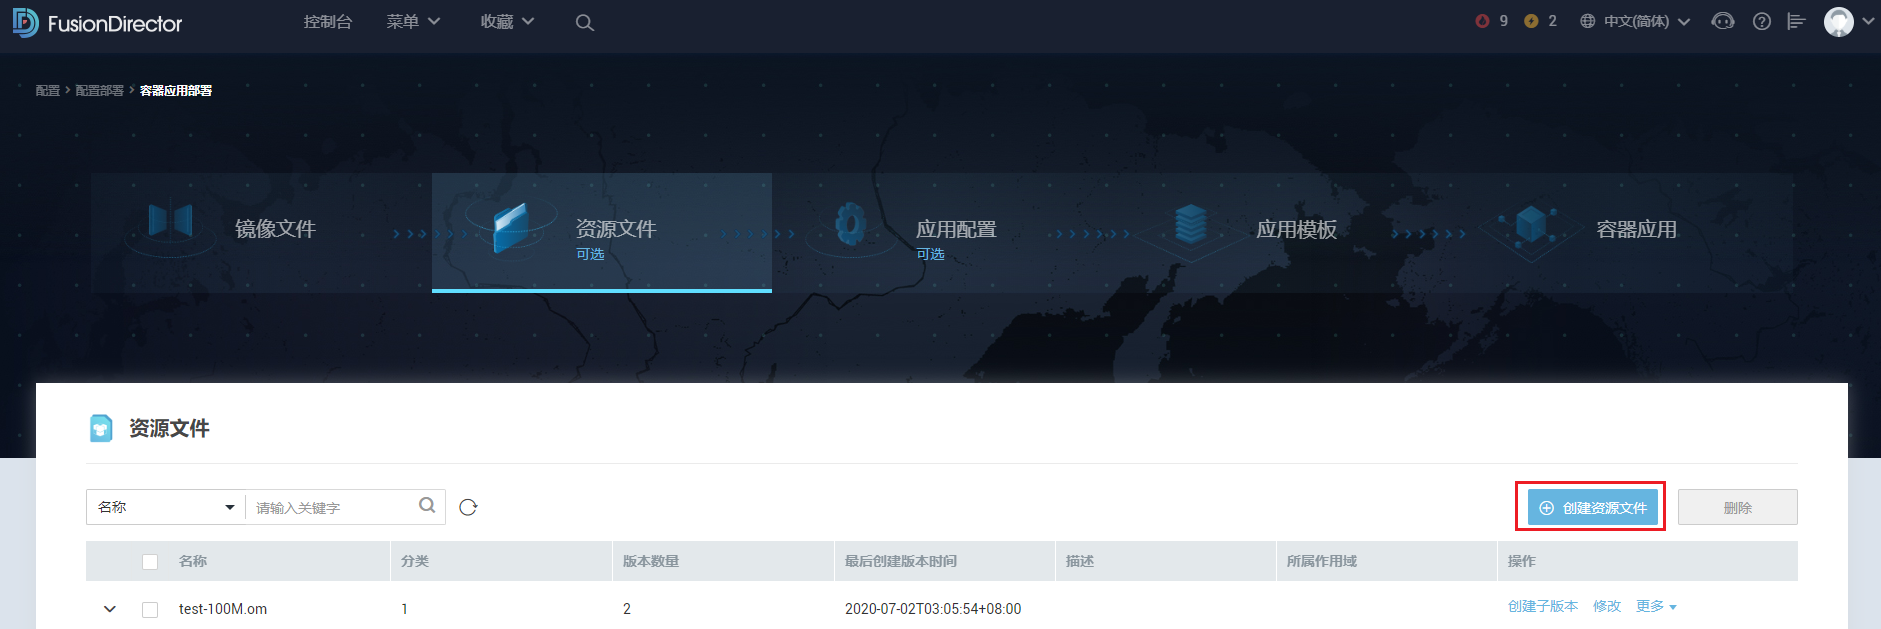 FusionDirector 控制台 菜单 收藏 9 2 中文(简体)
配置 > 配置部署 > 容器应用部署
镜像文件 资源文件 应用配置 应用模板 容器应用
可选 可选
资源文件
名称 请输入关键字 创建资源文件 删除
名称 分类 版本数量 最后创建版本时间 描述 所属作用域 操作
test-100M.om 1 2 2020-07-02T03:05:54+08:00 创建子版本 修改 更多